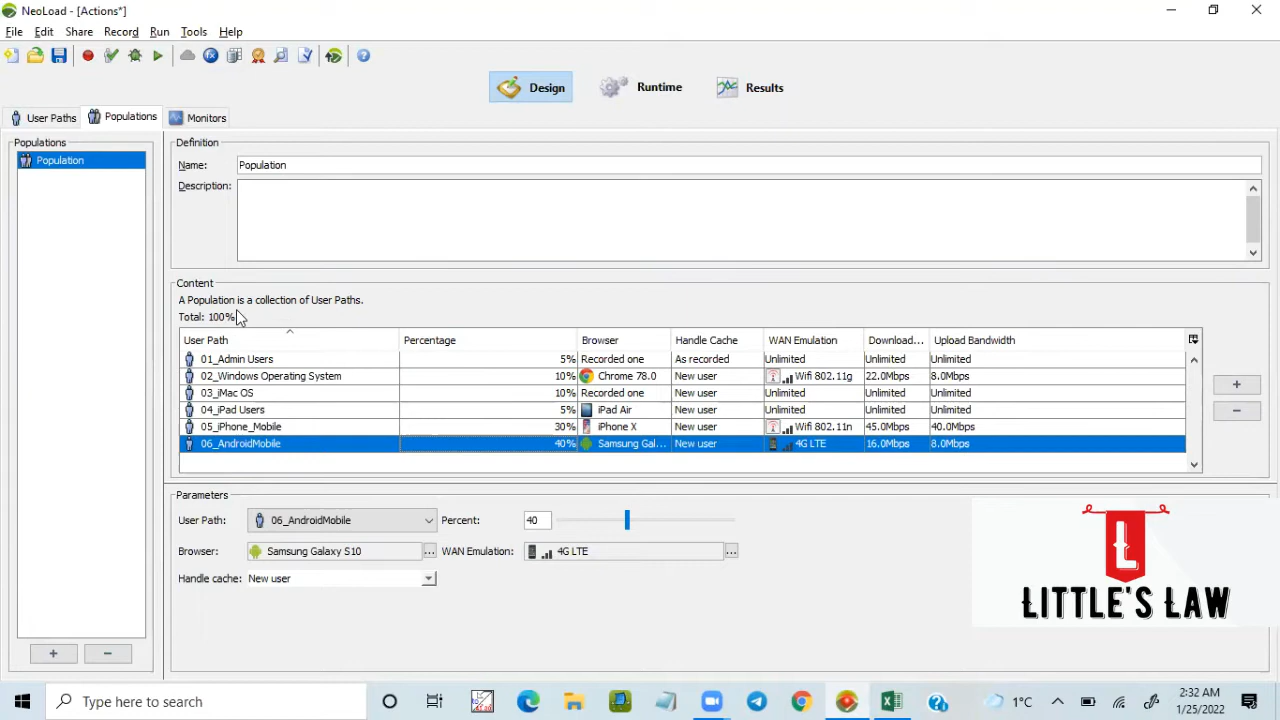 NeoLoad - [Actions*]
File Edit Share Record Run Tools Help
Design Runtime Results
User Paths Populations Monitors
Populations
Population
Definition
Name: Population
Description:
Content
A Population is a collection of User Paths.
Total: 100%
User Path Percentage Browser Handle Cache WAN Emulation Download... Upload Bandwidth
01_Admin Users 5% Recorded one As recorded Unlimited Unlimited Unlimited
02_Windows Operating System 10% Chrome 78.0 New user Wifi 802.11g 22.0Mbps 8.0Mbps
03_iMac OS 10% Recorded one New user Unlimited Unlimited Unlimited
04_iPad Users 5% iPad Air New user Unlimited Unlimited Unlimited
05_iPhone_Mobile 30% iPhone X New user Wifi 802.11n 45.0Mbps 40.0Mbps
06_AndroidMobile 40% Samsung Gal... New user 4G LTE 16.0Mbps 8.0Mbps
+
−
Parameters
User Path: 06_AndroidMobile Percent: 40
Browser: Samsung Galaxy S10 ... WAN Emulation: 4G LTE ...
Handle cache: New user
L
LITTLE'S LAW
+ −
Type here to search
1°C
2:32 AM
1/25/2022